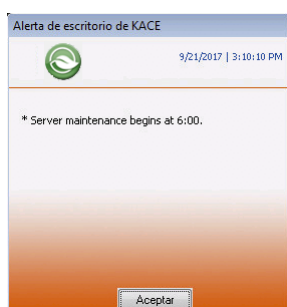 Alerta de escritorio de KACE
9/21/2017 | 3:10:10 PM
* Server maintenance begins at 6:00.
Aceptar